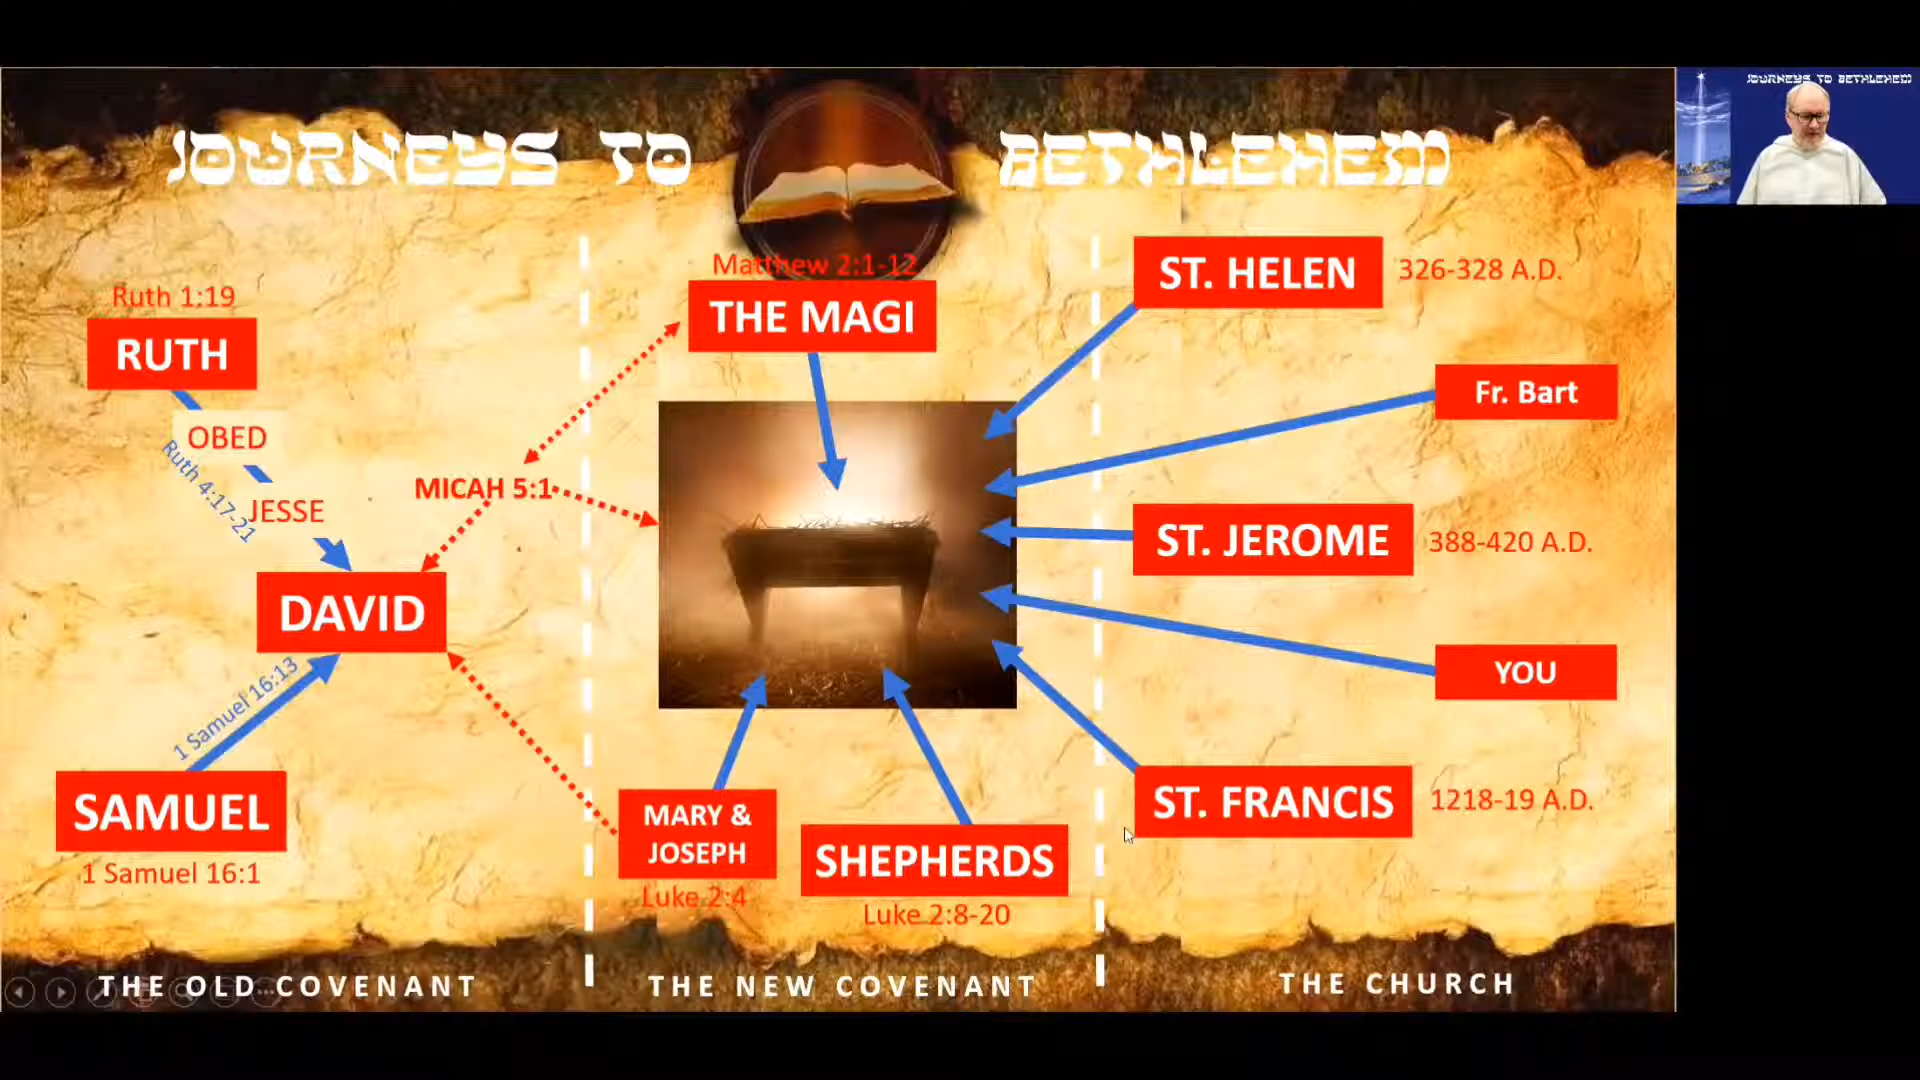 JOURNEYS TO BETHLEHEM
JOURNEYS TO BETHLEHEM
Ruth 1:19
RUTH
OBED
Ruth 4:17-21
JESSE
DAVID
1 Samuel 16:13
SAMUEL
1 Samuel 16:1
MICAH 5:1
THE OLD COVENANT
Matthew 2:1-12
THE MAGI
MARY &
JOSEPH
Luke 2:4
SHEPHERDS
Luke 2:8-20
THE NEW COVENANT
ST. HELEN
326-328 A.D.
Fr. Bart
ST. JEROME
388-420 A.D.
YOU
ST. FRANCIS
1218-19 A.D.
THE CHURCH